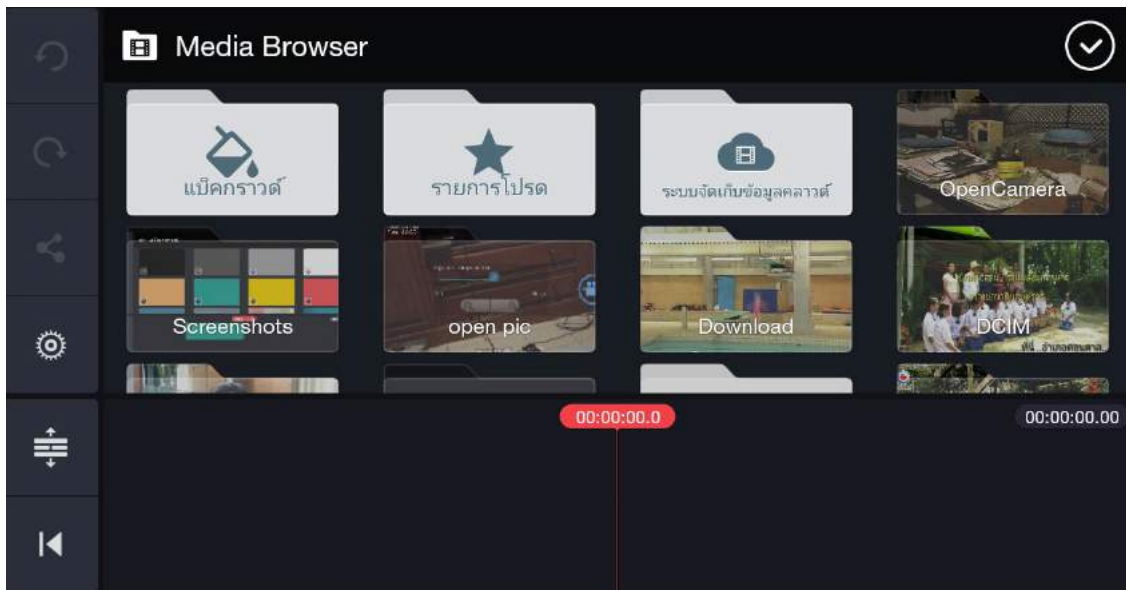 Media Browser
แบ็คกราวด์
รายการโปรด
ระบบจัดเก็บข้อมูลคลาวด์
OpenCamera
Screenshots
open pic
Download
DCIM
00:00:00.0
00:00:00.00